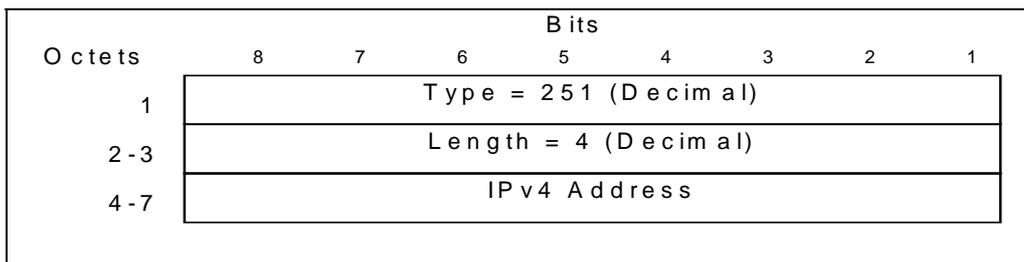 Bits
Octets 8 7 6 5 4 3 2 1
1 Type = 251 (Decimal)
2-3 Length = 4 (Decimal)
4-7 IPv4 Address